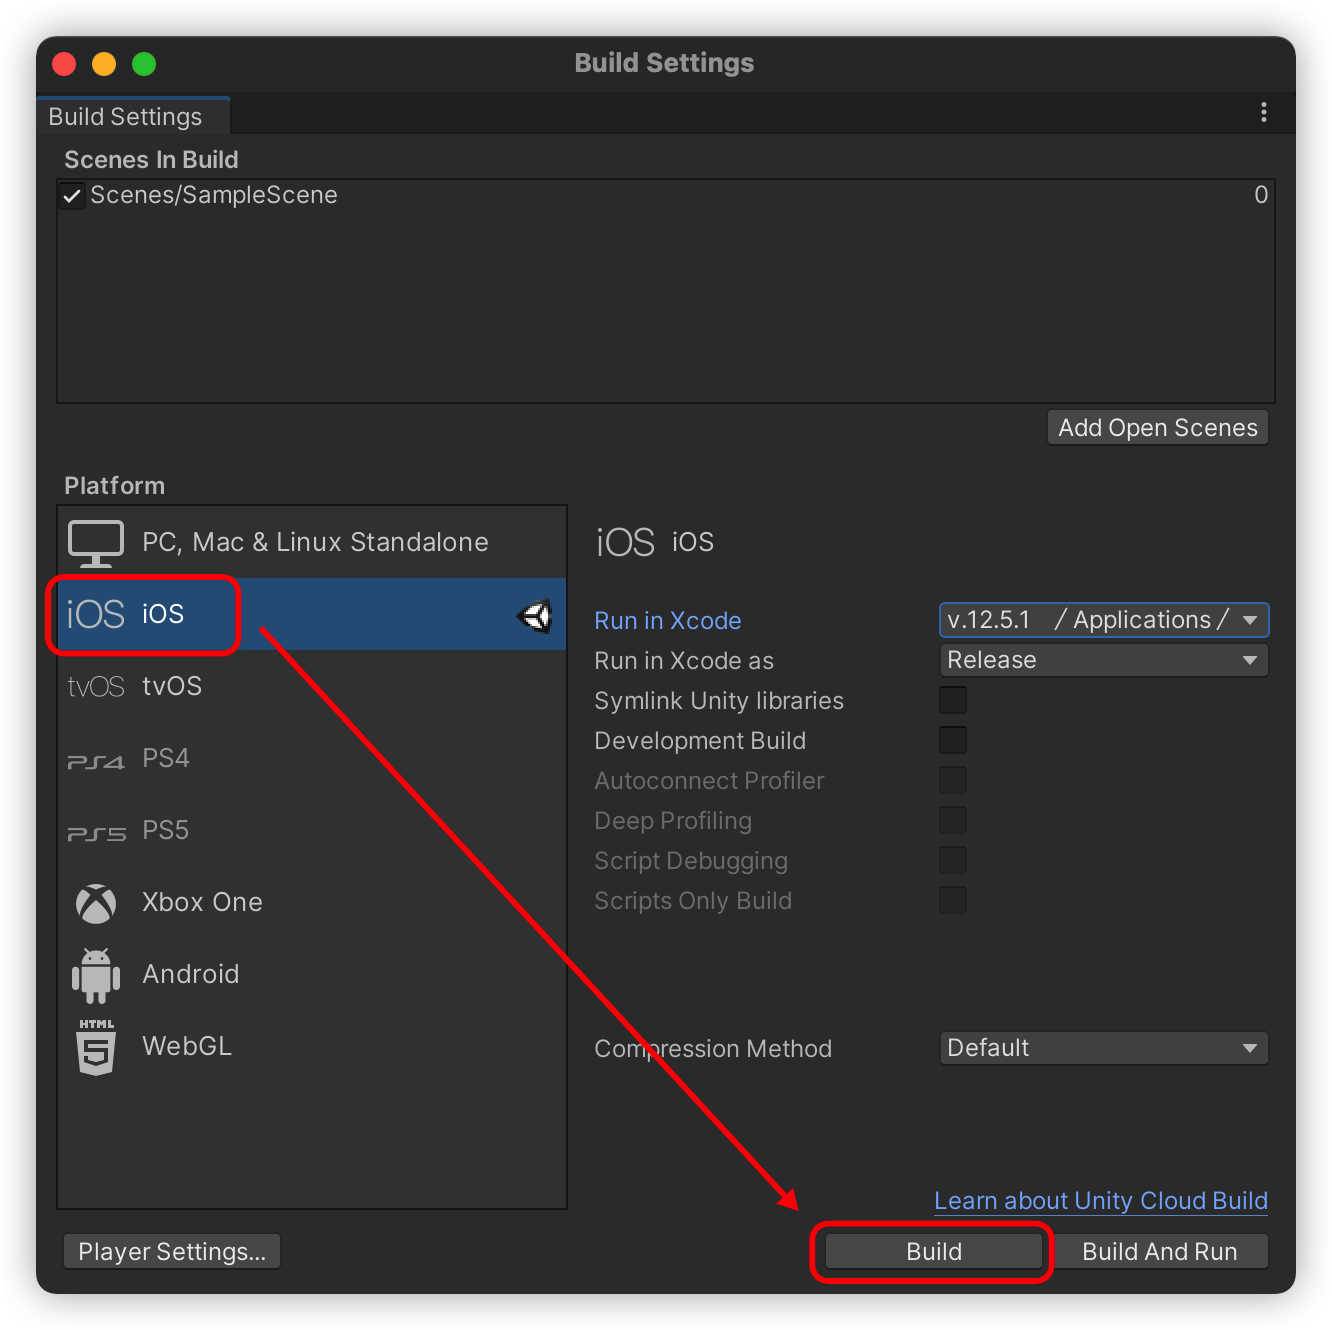 Build Settings
Build Settings
Scenes In Build
Scenes/SampleScene 0
Add Open Scenes
Platform
PC, Mac & Linux Standalone
iOS iOS
tvOS tvOS
PS4 PS4
PS5 PS5
Xbox One
Android
HTML 5 WebGL
iOS iOS
Run in Xcode v.12.5.1 / Applications /
Run in Xcode as Release
Symlink Unity libraries
Development Build
Autoconnect Profiler
Deep Profiling
Script Debugging
Scripts Only Build
Compression Method Default
Learn about Unity Cloud Build
Player Settings... Build Build And Run